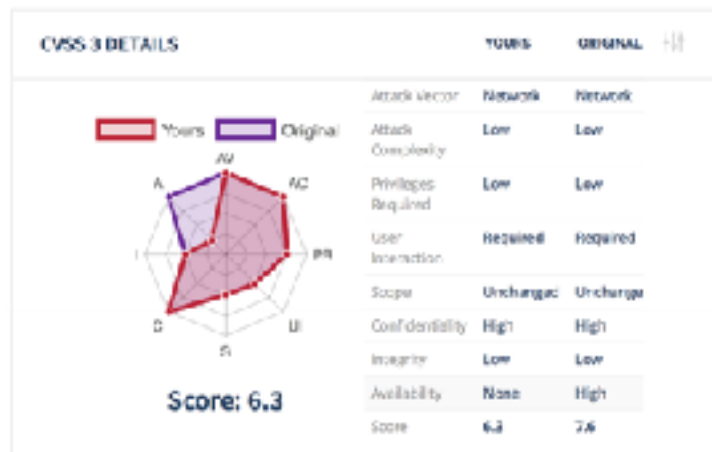 CVSS 3 DETAILS YOURS ORIGINAL
Yours Original
AV
A AC
I PR
C UI
S
Score: 6.3
Attack Vector Network Network
Attack Low Low
Complexity
Privileges Low Low
Required
User Required Required
Interaction
Scope Unchanged Unchange
Confidentiality High High
Integrity Low Low
Availability None High
Score 6.3 7.6